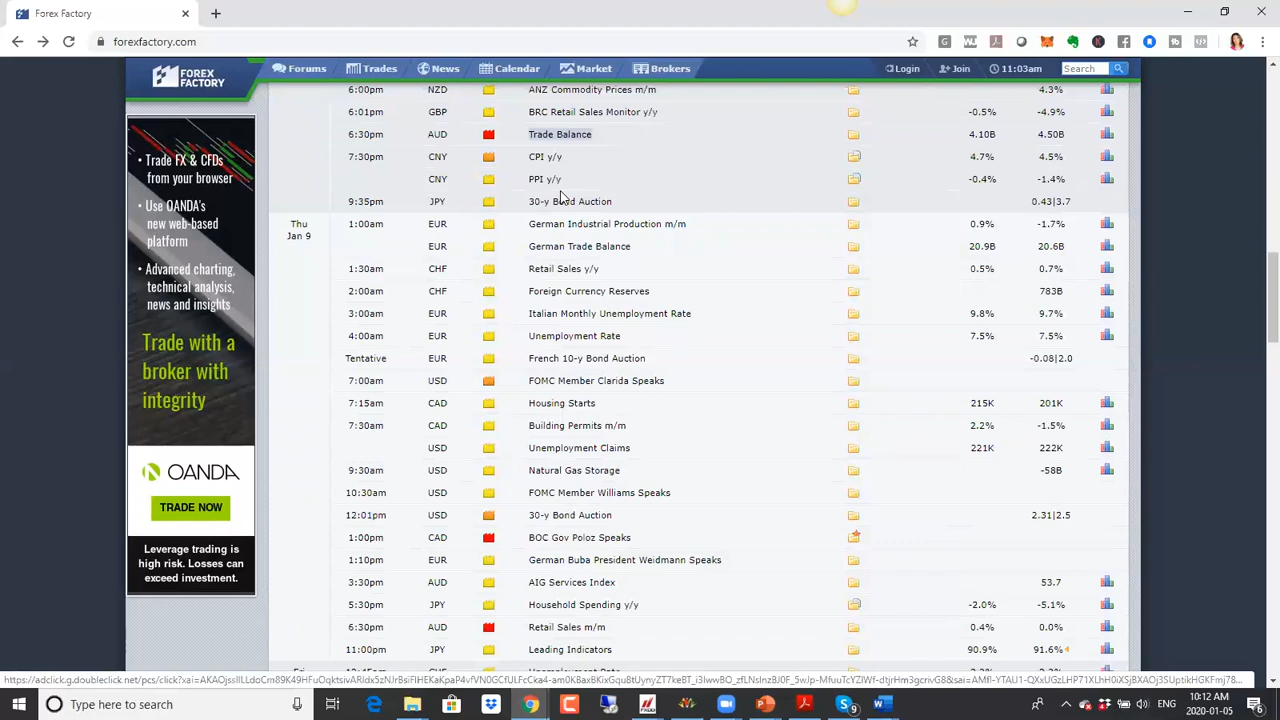 Forex Factory
forexfactory.com
FOREX FACTORY
Forums
Trades
News
Calendar
Market
Brokers
Login
Join
11:03am
Search
6:00pm NZD ANZ Commodity Prices m/m 4.3%
6:01pm GBP BRC Retail Sales Monitor y/y -0.5% -4.9%
6:30pm AUD Trade Balance 4.10B 4.50B
7:30pm CNY CPI y/y 4.7% 4.5%
CNY PPI y/y -0.4% -1.4%
9:35pm JPY 30-y Bond Auction 0.43|3.7
Thu
Jan 9
1:00am EUR German Industrial Production m/m 0.9% -1.7%
EUR German Trade Balance 20.9B 20.6B
1:30am CHF Retail Sales y/y 0.5% 0.7%
2:00am CHF Foreign Currency Reserves 783B
3:00am EUR Italian Monthly Unemployment Rate 9.8% 9.7%
4:00am EUR Unemployment Rate 7.5% 7.5%
Tentative EUR French 10-y Bond Auction -0.08|2.0
7:00am USD FOMC Member Clarida Speaks
7:15am CAD Housing Starts 215K 201K
7:30am CAD Building Permits m/m 2.2% -1.5%
USD Unemployment Claims 221K 222K
9:30am USD Natural Gas Storage -58B
10:30am USD FOMC Member Williams Speaks
12:01pm USD 30-y Bond Auction 2.31|2.5
1:00pm CAD BOC Gov Poloz Speaks
1:10pm EUR German Buba President Weidmann Speaks
3:30pm AUD AIG Services Index 53.7
5:30pm JPY Household Spending y/y -2.0% -5.1%
6:30pm AUD Retail Sales m/m 0.4% 0.0%
11:00pm JPY Leading Indicators 90.9% 91.6%
• Trade FX & CFDs
from your browser
• Use OANDA's
new web-based
platform
• Advanced charting,
technical analysis,
news and insights
Trade with a
broker with
integrity
OANDA
TRADE NOW
Leverage trading is
high risk. Losses can
exceed investment.
Type here to search
10:12 AM
2020-01-05